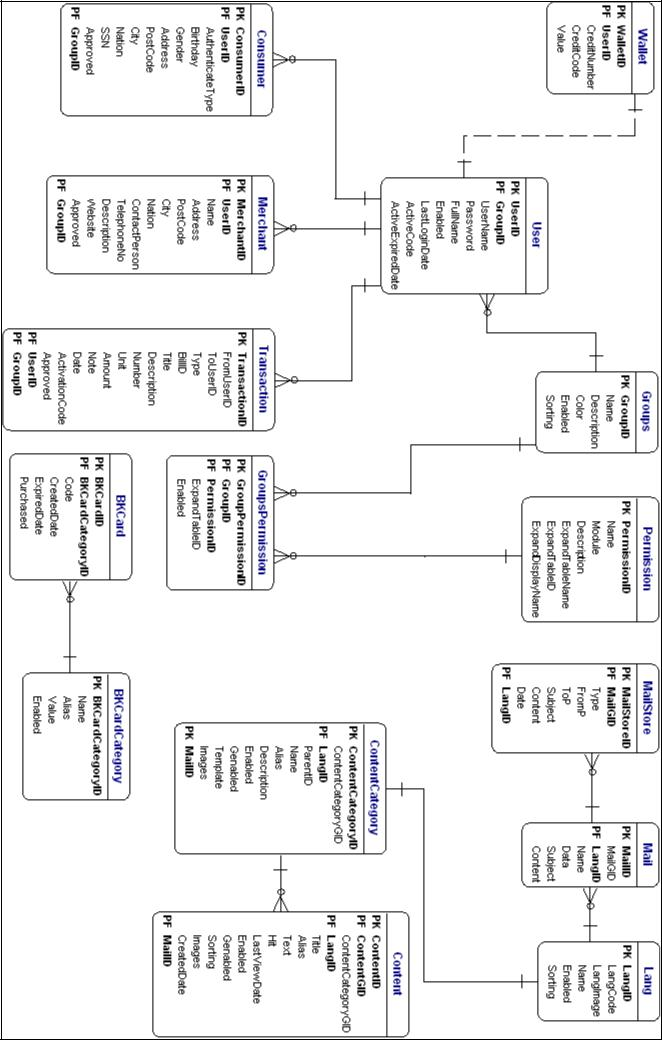 Wallet
PK WalletID
PF UserID
CreditNumber
CreditCode
Value
User
PK UserID
PF GroupID
UserName
Password
FullName
Enabled
LastLoginDate
ActiveCode
ActiveExpiredDate
Consumer
PK ConsumerID
PF UserID
AuthenticateType
Birthday
Gender
Address
PostCode
City
Nation
SSN
Approved
PF GroupID
Merchant
PK MerchantID
PF UserID
Name
Address
PostCode
City
Nation
ContactPerson
TelephoneNo
Description
Website
Approved
PF GroupID
Transaction
PK TransactionID
FromUserID
ToUserID
Type
BillID
Title
Description
Number
Unit
Amount
Note
Date
ActivationCode
Approved
PF UserID
PF GroupID
Groups
PK GroupID
Name
Description
Color
Enabled
Sorting
GroupsPermission
PK GroupPermissionID
PF GroupID
PF PermissionID
ExpandTableID
Enabled
Permission
PK PermissionID
Name
Module
Description
ExpandTableName
ExpandTableID
ExpandDisplayName
BKCard
PK BKCardID
PF BKCardCategoryID
Code
CreatedDate
ExpiredDate
Purchased
BKCardCategory
PK BKCardCategoryID
Name
Alias
Value
Enabled
MailStore
PK MailStoreID
PF MailGID
Type
FromP
ToP
Subject
Content
Date
PF LangID
Mail
PK MailID
MailGID
PF LangID
Name
Data
Subject
Content
Lang
PK LangID
LangCode
LangImage
Name
Enabled
Sorting
ContentCategory
PK ContentCategoryID
ContentCategoryGID
PF LangID
ParentID
Name
Alias
Description
Enabled
Genabled
Template
Images
PK MailID
Content
PK ContentID
PF ContentGID
ContentCategoryGID
PF LangID
Title
Alias
Text
Hit
LastViewDate
Enabled
Genabled
Sorting
Images
CreatedDate
PF MailID